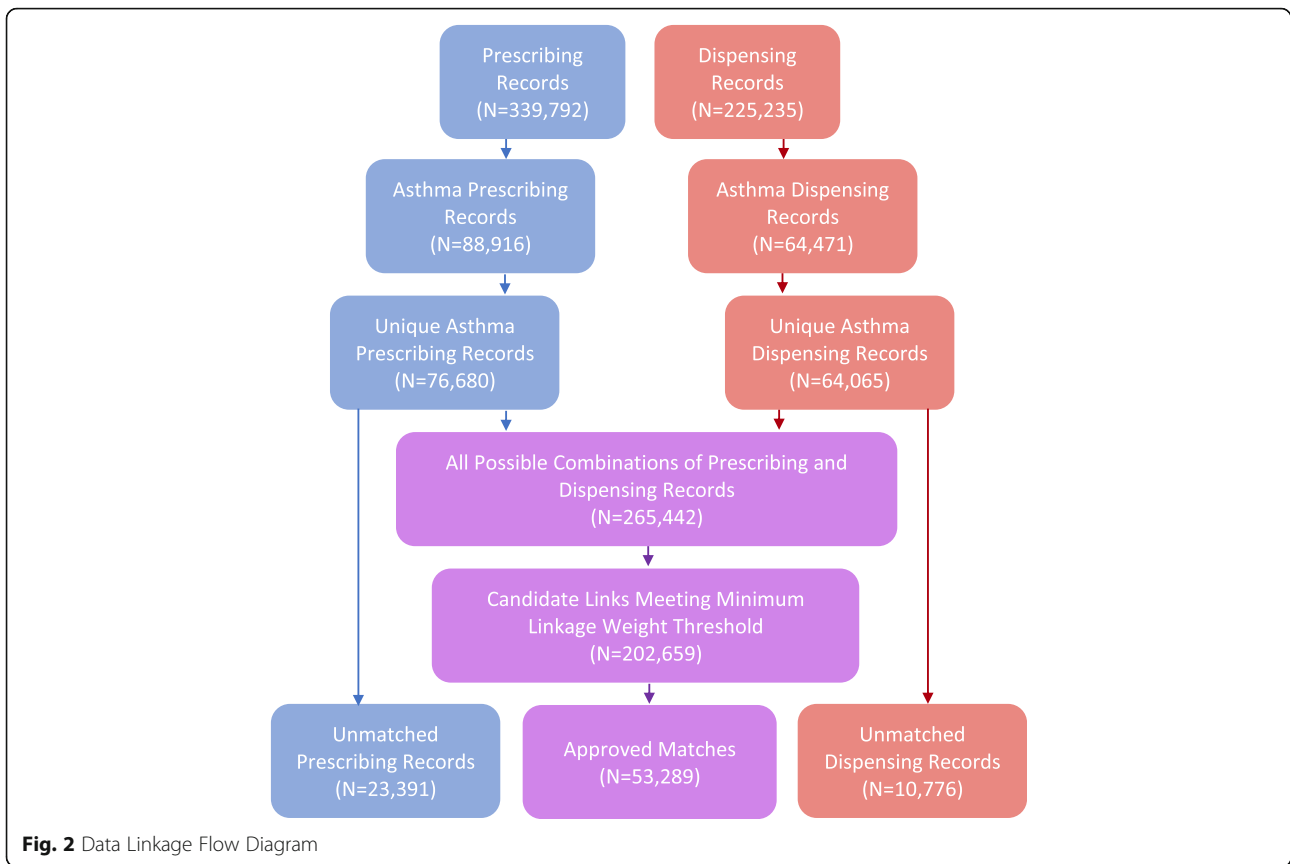 Prescribing
Records
(N=339,792)
Dispensing
Records
(N=225,235)
Asthma Prescribing
Records
(N=88,916)
Asthma Dispensing
Records
(N=64,471)
Unique Asthma
Prescribing Records
(N=76,680)
Unique Asthma
Dispensing Records
(N=64,065)
All Possible Combinations of Prescribing and
Dispensing Records
(N=265,442)
Candidate Links Meeting Minimum
Linkage Weight Threshold
(N=202,659)
Unmatched
Prescribing Records
(N=23,391)
Approved Matches
(N=53,289)
Unmatched
Dispensing Records
(N=10,776)
Fig. 2 Data Linkage Flow Diagram